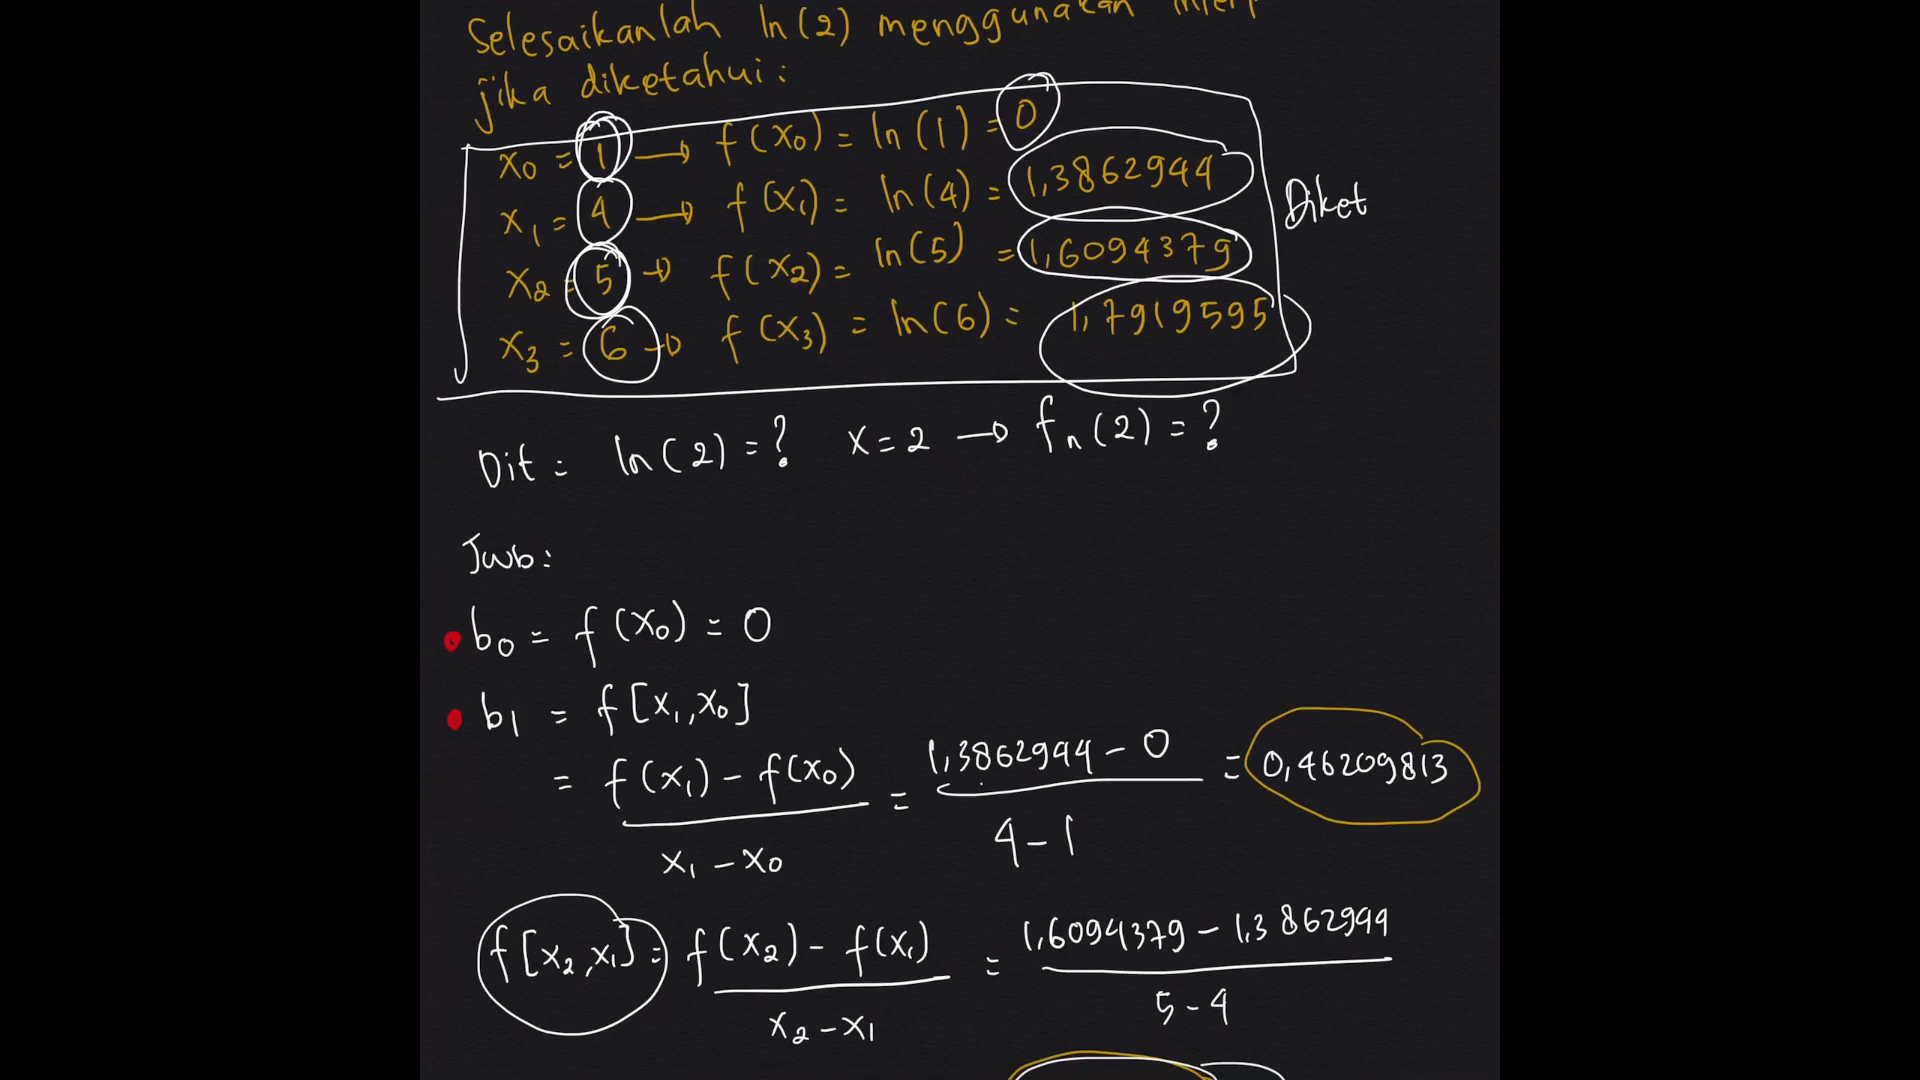 Selesaikanlah ln(2) menggunakan
jika diketahui:
x₀ = 1 → f(x₀) = ln(1) = 0
x₁ = 4 → f(x₁) = ln(4) = 1,3862944
x₂ = 5 → f(x₂) = ln(5) = 1,6094379
x₃ = 6 → f(x₃) = ln(6) = 1,7919595
Diket
Dit = ln(2) = ? x = 2 → fₙ(2) = ?
Jwb:
b₀ = f(x₀) = 0
b₁ = f[x₁,x₀]
= f(x₁) - f(x₀) / x₁ - x₀ = 1,3862944 - 0 / 4 - 1 = 0,46209813
f[x₂,x₁] = f(x₂) - f(x₁) / x₂ - x₁ = 1,6094379 - 1,3862944 / 5 - 4